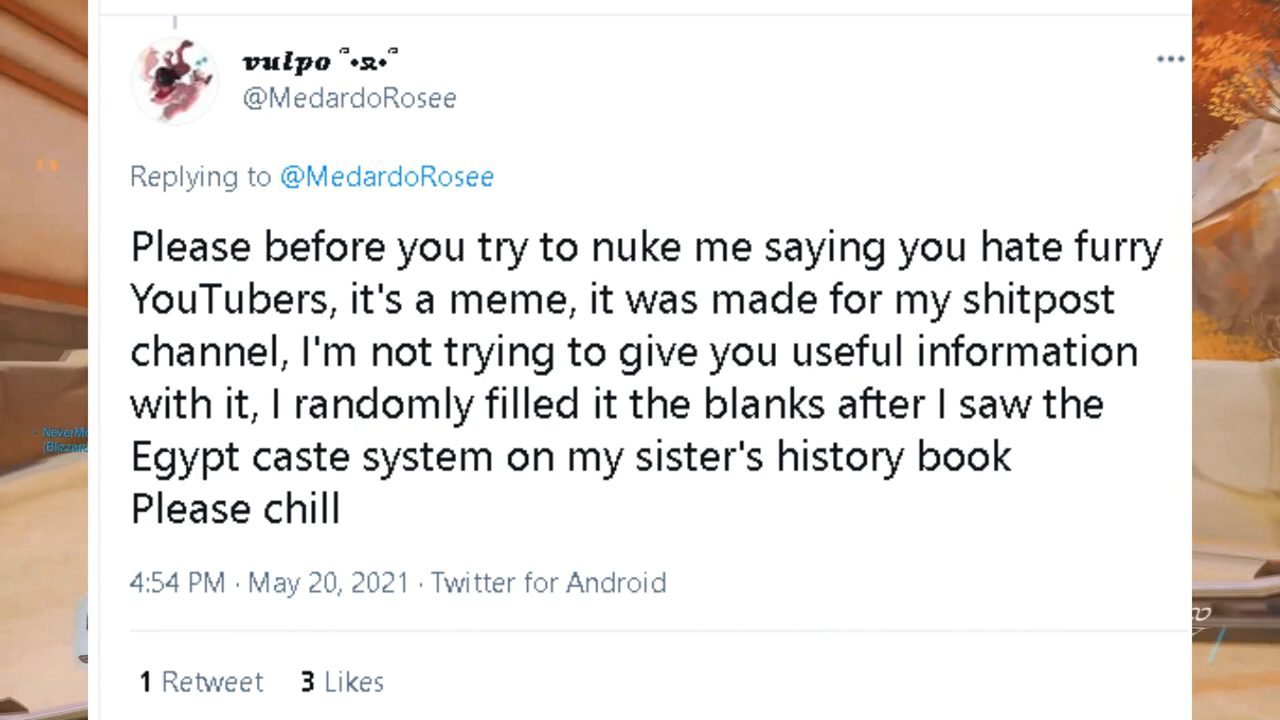 vulpo ˜•ᴥ•˜
@MedardoRosee
Replying to @MedardoRosee
Please before you try to nuke me saying you hate furry
YouTubers, it's a meme, it was made for my shitpost
channel, I'm not trying to give you useful information
with it, I randomly filled it the blanks after I saw the
Egypt caste system on my sister's history book
Please chill
4:54 PM · May 20, 2021 · Twitter for Android
1 Retweet 3 Likes